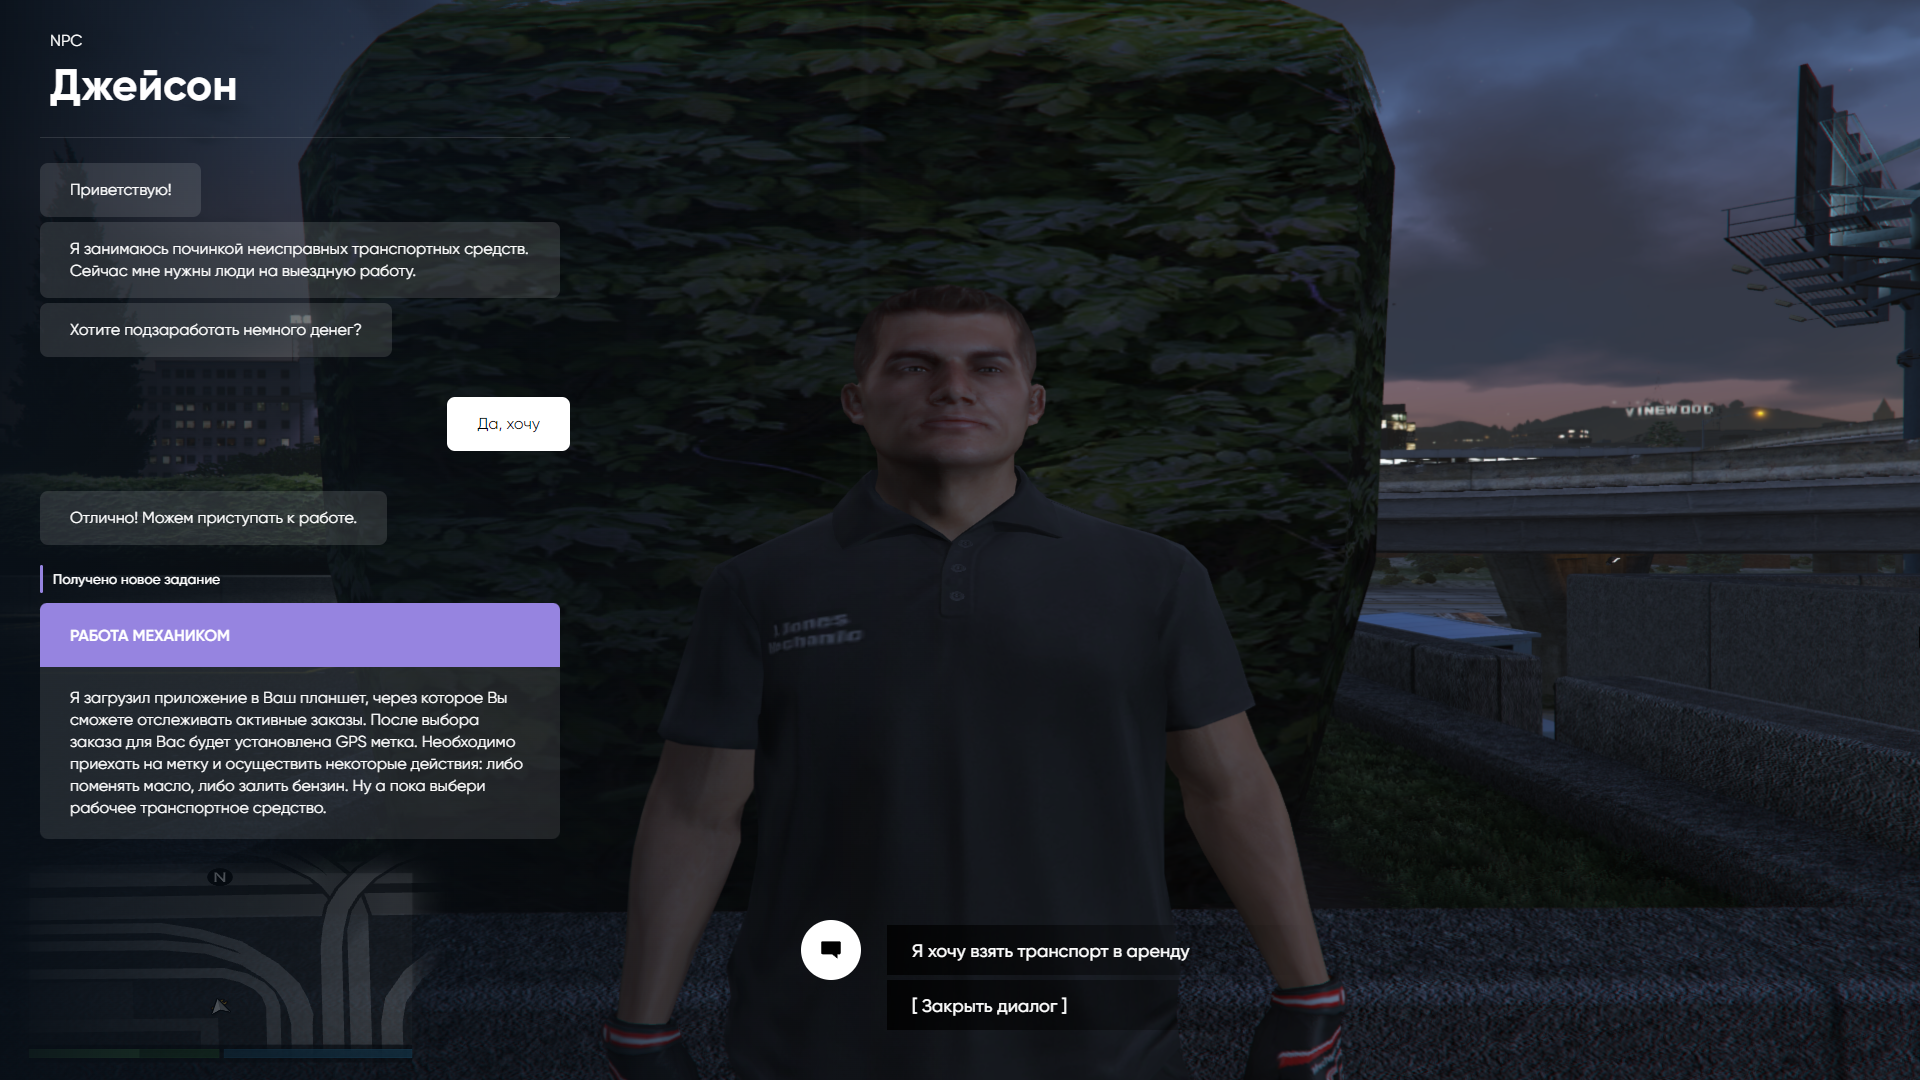 NPC
Джейсон
Приветствую!
Я занимаюсь починкой неисправных транспортных средств.
Сейчас мне нужны люди на выездную работу.
Хотите подзаработать немного денег?
Да, хочу
Отлично! Можем приступать к работе.
Получено новое задание
РАБОТА МЕХАНИКОМ
Я загрузил приложение в Ваш планшет, через которое Вы
сможете отслеживать активные заказы. После выбора
заказа для Вас будет установлена GPS метка. Необходимо
приехать на метку и осуществить некоторые действия: либо
поменять масло, либо залить бензин. Ну а пока выбери
рабочее транспортное средство.
VINEWOOD
N
Я хочу взять транспорт в аренду
[ Закрыть диалог ]